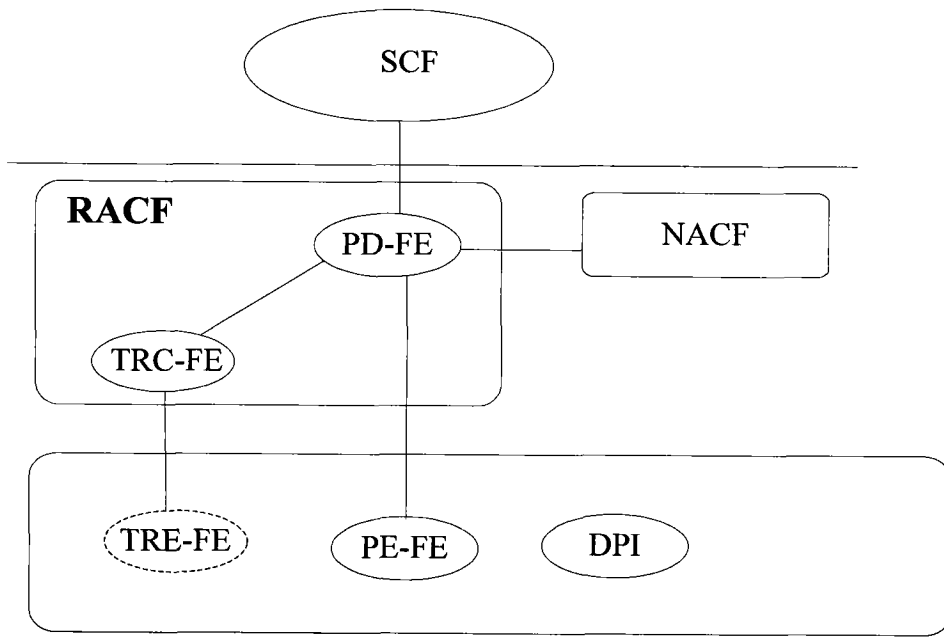 SCF
RACF
PD-FE
NACF
TRC-FE
TRE-FE
PE-FE
DPI